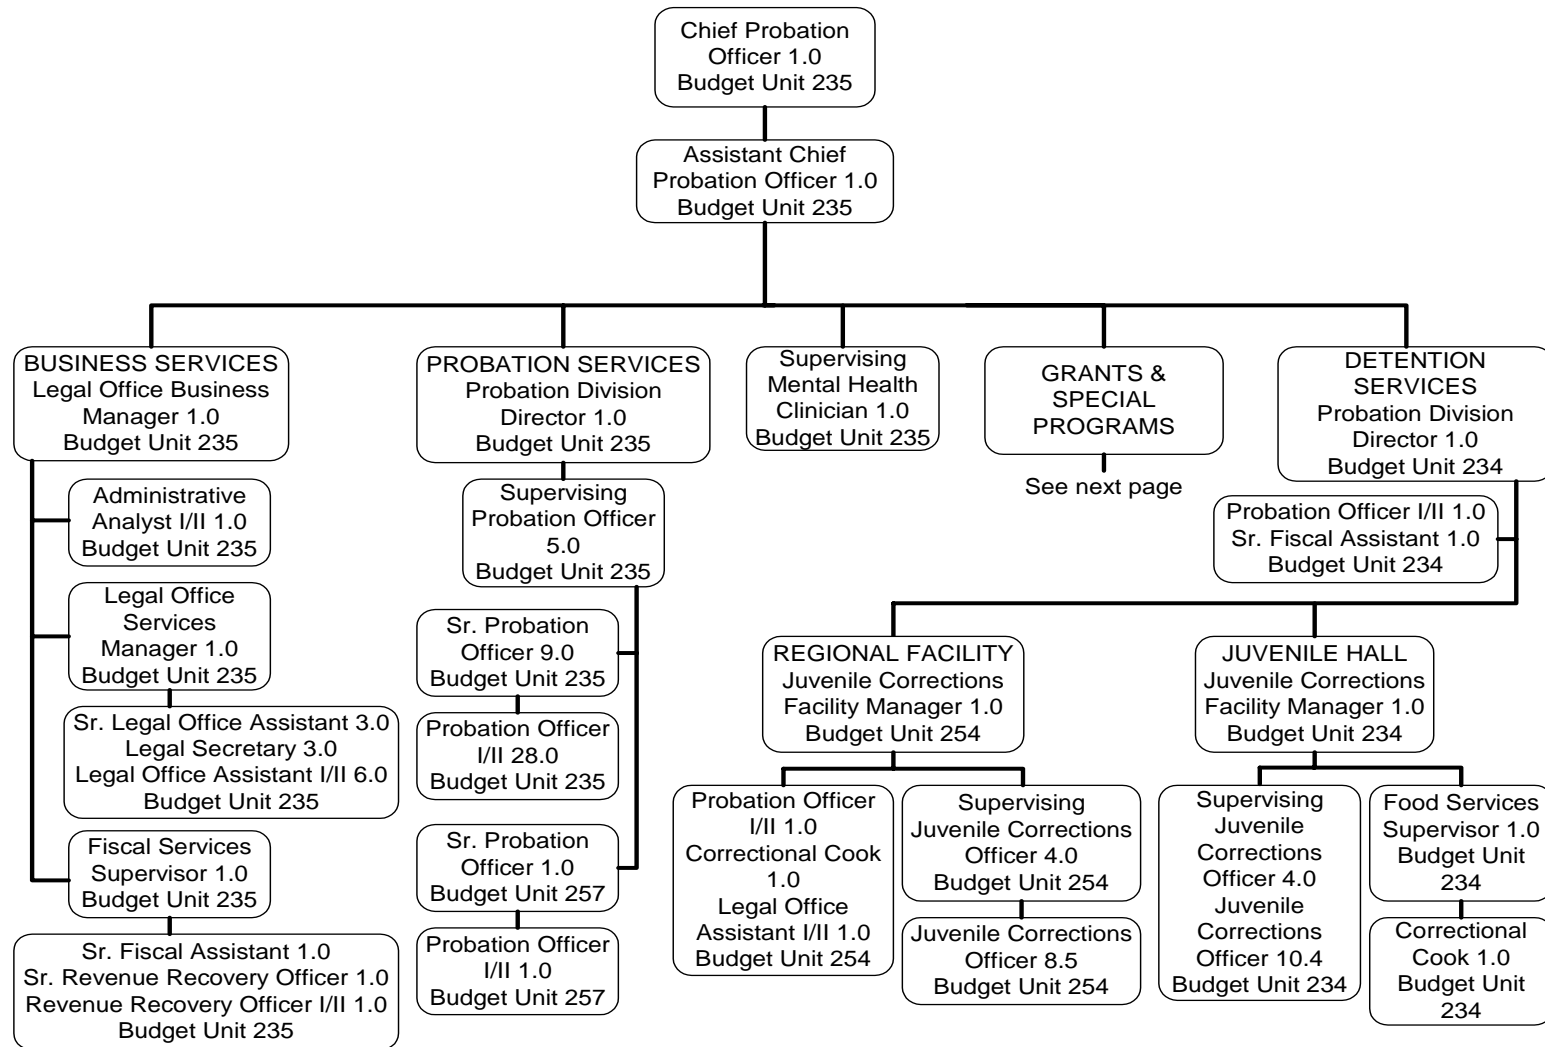 Chief Probation
Officer 1.0
Budget Unit 235
Assistant Chief
Probation Officer 1.0
Budget Unit 235
BUSINESS SERVICES
Legal Office Business
Manager 1.0
Budget Unit 235
Administrative
Analyst I/II 1.0
Budget Unit 235
Legal Office
Services
Manager 1.0
Budget Unit 235
Sr. Legal Office Assistant 3.0
Legal Secretary 3.0
Legal Office Assistant I/II 6.0
Budget Unit 235
Fiscal Services
Supervisor 1.0
Budget Unit 235
Sr. Fiscal Assistant 1.0
Sr. Revenue Recovery Officer 1.0
Revenue Recovery Officer I/II 1.0
Budget Unit 235
PROBATION SERVICES
Probation Division
Director 1.0
Budget Unit 235
Supervising
Probation Officer
5.0
Budget Unit 235
Sr. Probation
Officer 9.0
Budget Unit 235
Probation Officer
I/II 28.0
Budget Unit 235
Sr. Probation
Officer 1.0
Budget Unit 257
Probation Officer
I/II 1.0
Budget Unit 257
Supervising
Mental Health
Clinician 1.0
Budget Unit 235
GRANTS &
SPECIAL
PROGRAMS
See next page
DETENTION
SERVICES
Probation Division
Director 1.0
Budget Unit 234
Probation Officer I/II 1.0
Sr. Fiscal Assistant 1.0
Budget Unit 234
REGIONAL FACILITY
Juvenile Corrections
Facility Manager 1.0
Budget Unit 254
Probation Officer
I/II 1.0
Correctional Cook
1.0
Legal Office
Assistant I/II 1.0
Budget Unit 254
Supervising
Juvenile Corrections
Officer 4.0
Budget Unit 254
Juvenile Corrections
Officer 8.5
Budget Unit 254
JUVENILE HALL
Juvenile Corrections
Facility Manager 1.0
Budget Unit 234
Supervising
Juvenile
Corrections
Officer 4.0
Juvenile
Corrections
Officer 10.4
Budget Unit 234
Food Services
Supervisor 1.0
Budget Unit
234
Correctional
Cook 1.0
Budget Unit
234